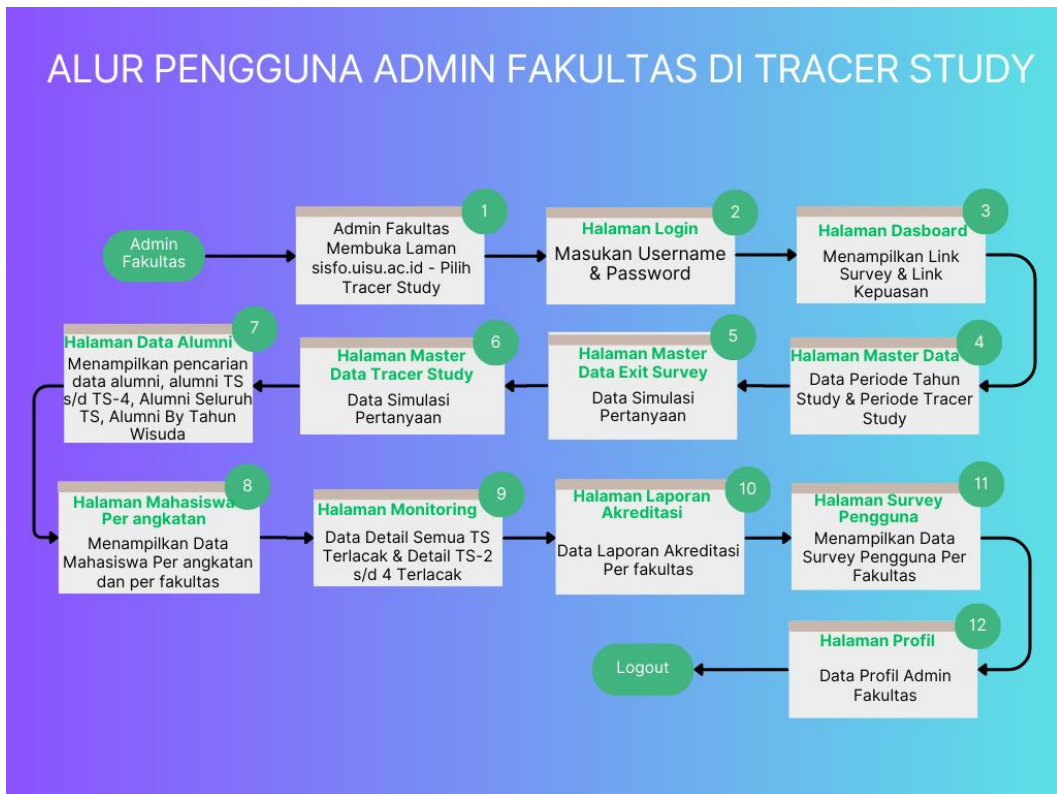 ALUR PENGGUNA ADMIN FAKULTAS DI TRACER STUDY
Admin
Fakultas
1
Admin Fakultas
Membuka Laman
sisfo.uisu.ac.id - Pilih
Tracer Study
2
Halaman Login
Masukan Username
& Password
3
Halaman Dasboard
Menampilkan Link
Survey & Link
Kepuasan
4
Halaman Master Data
Data Periode Tahun
Study & Periode Tracer
Study
5
Halaman Master
Data Exit Survey
Data Simulasi
Pertanyaan
6
Halaman Master
Data Tracer Study
Data Simulasi
Pertanyaan
7
Halaman Data Alumni
Menampilkan pencarian
data alumni, alumni TS
s/d TS-4, Alumni Seluruh
TS, Alumni By Tahun
Wisuda
8
Halaman Mahasiswa
Per angkatan
Menampilkan Data
Mahasiswa Per angkatan
dan per fakultas
9
Halaman Monitoring
Data Detail Semua TS
Terlacak & Detail TS-2
s/d 4 Terlacak
10
Halaman Laporan
Akreditasi
Data Laporan Akreditasi
Per fakultas
11
Halaman Survey
Pengguna
Menampilkan Data
Survey Pengguna Per
Fakultas
12
Halaman Profil
Data Profil Admin
Fakultas
Logout